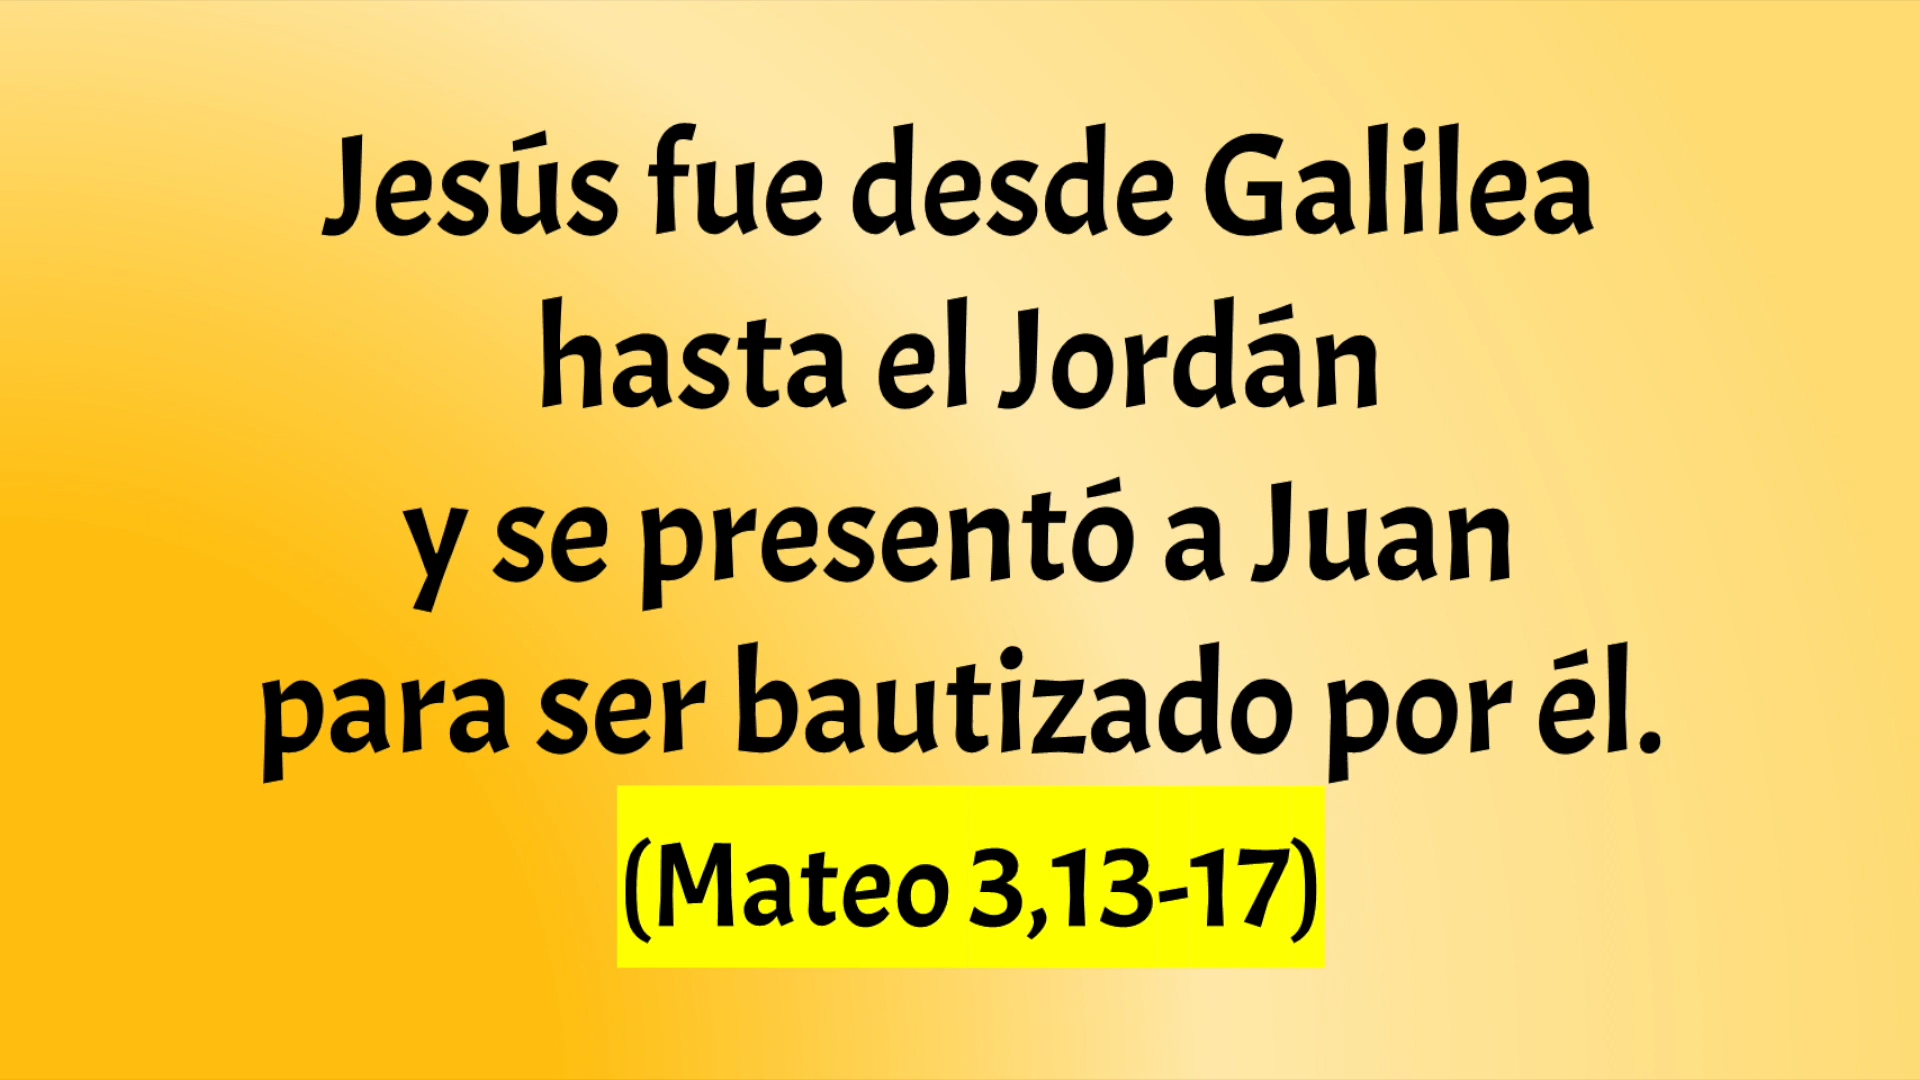 Jesús fue desde Galilea
hasta el Jordán
y se presentó a Juan
para ser bautizado por él.
(Mateo 3,13-17)